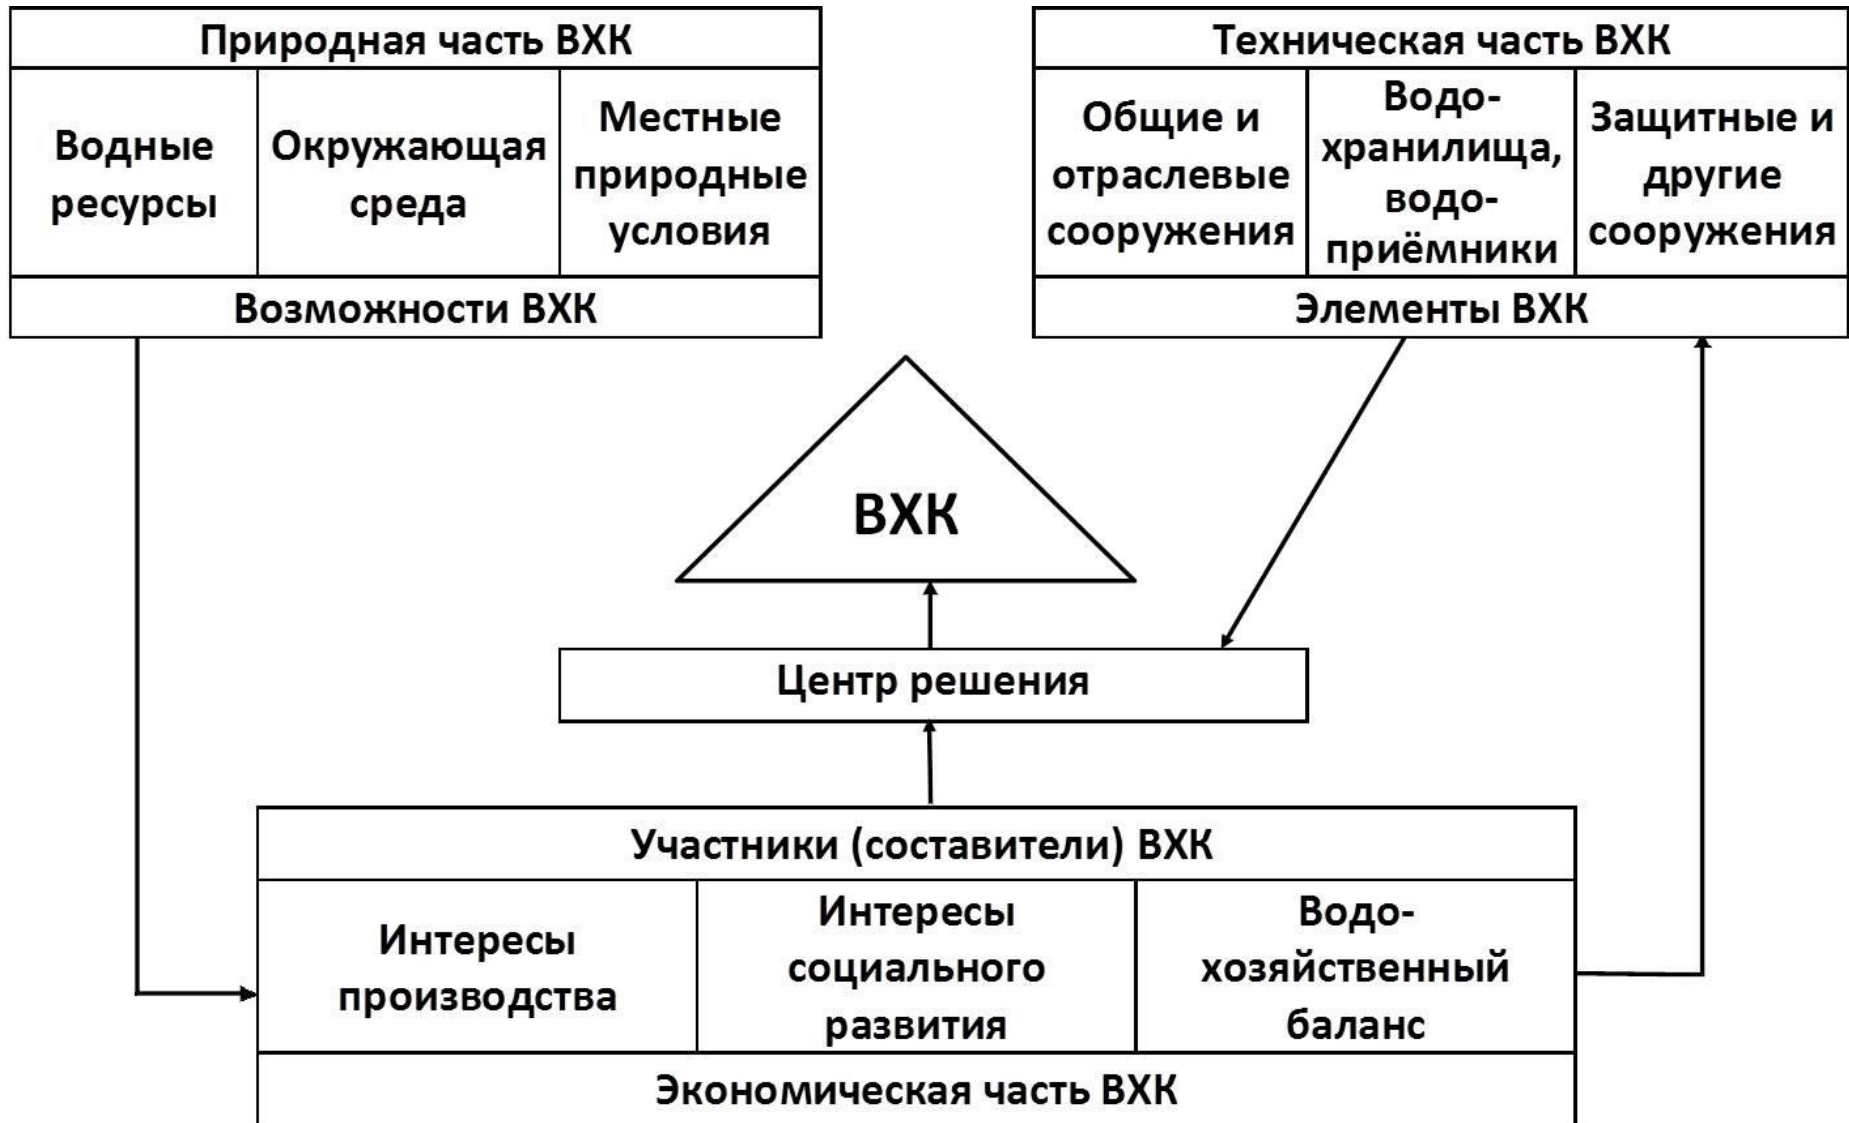 Природная часть ВХК
Водные
ресурсы
Окружающая
среда
Местные
природные
условия
Возможности ВХК
Техническая часть ВХК
Общие и
отраслевые
сооружения
Водо-
хранилища,
водо-
приёмники
Защитные и
другие
сооружения
Элементы ВХК
ВХК
Центр решения
Участники (составители) ВХК
Интересы
производства
Интересы
социального
развития
Водо-
хозяйственный
баланс
Экономическая часть ВХК